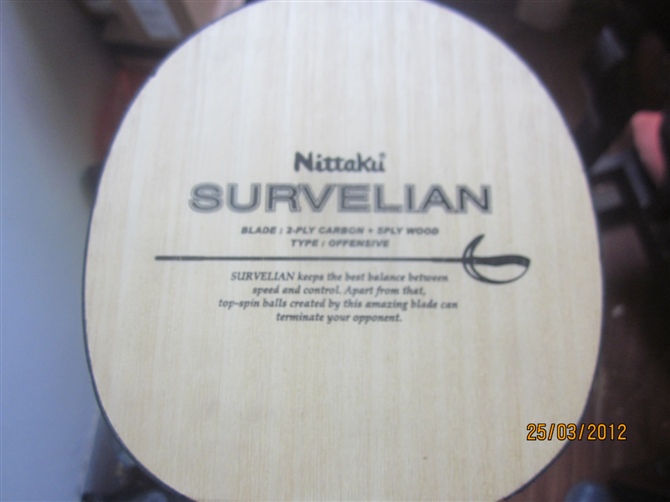 Nittaku
SURVELIAN
BLADE : 2-PLY CARBON + 5PLY WOOD
TYPE : OFFENSIVE
SURVELIAN keeps the best balance between
speed and control. Apart from that,
top-spin balls created by this amazing blade can
terminate your opponent.
25/03/2012